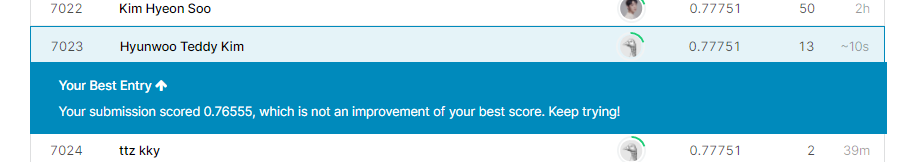 7022 Kim Hyeon Soo 0.77751 50 2h
7023 Hyunwoo Teddy Kim 0.77751 13 ~10s
Your Best Entry ↑
Your submission scored 0.76555, which is not an improvement of your best score. Keep trying!
7024 ttz kky 0.77751 2 39m